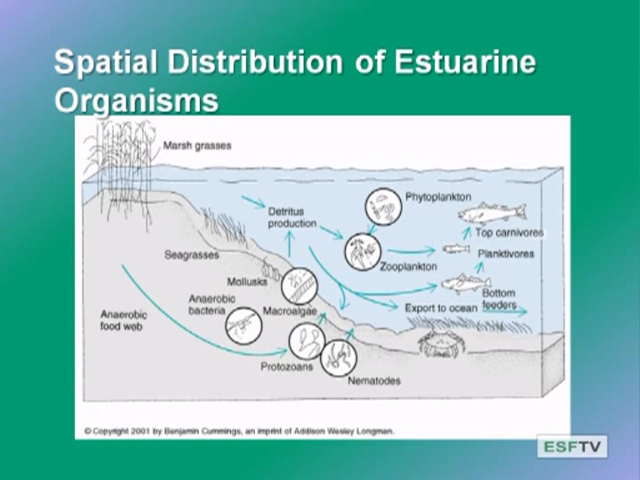 Spatial Distribution of Estuarine
Organisms
Marsh grasses
Phytoplankton
Detritus
production
Top carnivores
Seagrasses
Zooplankton
Planktivores
Mollusks
Bottom
feeders
Anaerobic
bacteria
Macroalgae
Export to ocean
Anaerobic
food web
Protozoans
Nematodes
© Copyright 2001 by Benjamin Cummings, an imprint of Addison Wesley Longman.
ESFTV